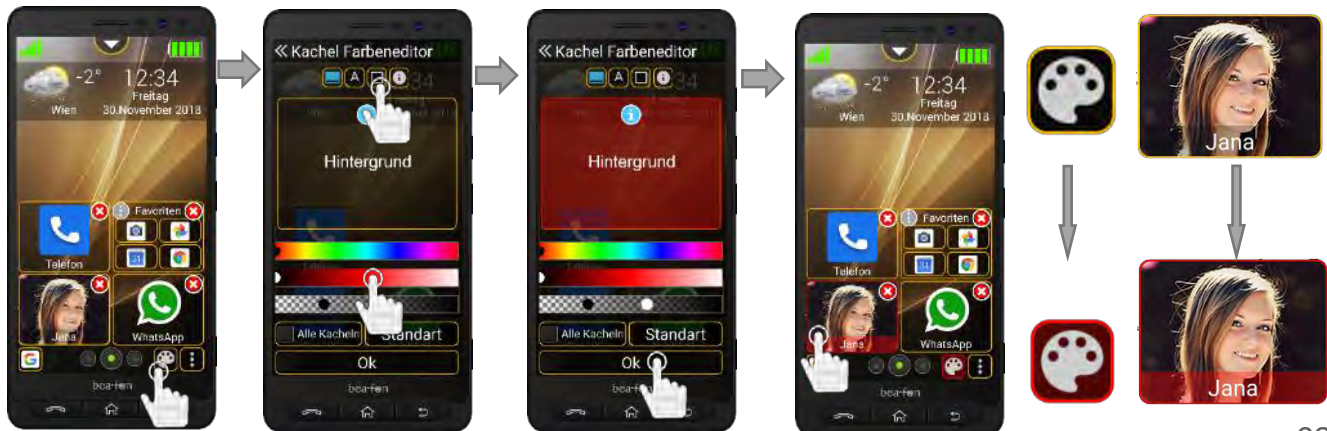 -2° 12:34
Freitag
Wien 30.November 2018
Favoriten
31
Telefon
Jana WhatsApp
G
bea-fon
Kachel Farbeneditor
A i
Hintergrund
Alle Kacheln Standart
Ok
bea-fon
Kachel Farbeneditor
A i
i
Hintergrund
Alle Kacheln Standart
Ok
bea-fon
-2° 12:34
Freitag
Wien 30.November 2018
Favoriten
31
Telefon
Jana WhatsApp
bea-fon
Jana
Jana